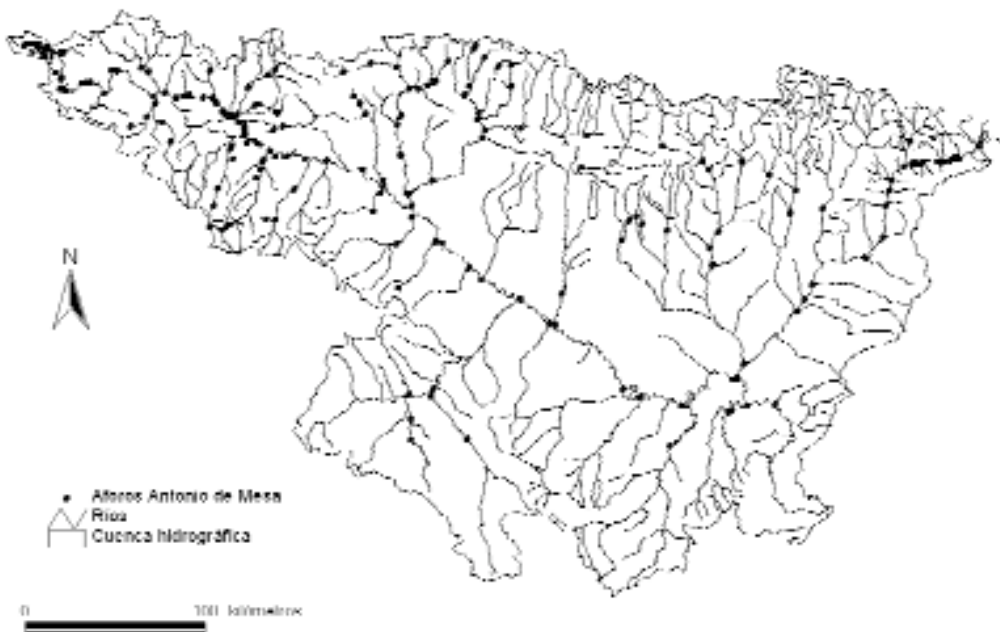 N
Aforos Antonio de Mesa
Ríos
Cuenca hidrográfica
0 100 kilómetros